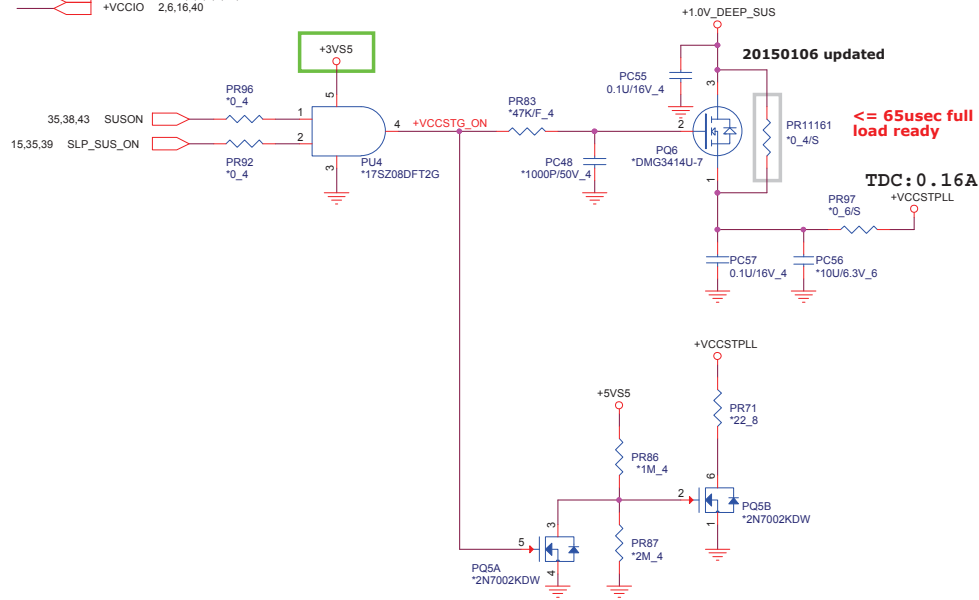 +VCCIO 2,6,16,40
+1.0V_DEEP_SUS
+3VS5
20150106 updated
PC55
0.1U/16V_4
3
5
PR96
*0_4
PR83
*47K/F_4
35,38,43 SUSON
1
4
+VCCSTG_ON
2
PR11161
*0_4/S
<= 65usec full
load ready
15,35,39 SLP_SUS_ON
2
PQ6
*DMG3414U-7
PR92
*0_4
3
PU4
*17SZ08DFT2G
PC48
*1000P/50V_4
1
TDC:0.16A
PR97
*0_6/S
+VCCSTPLL
PC57
0.1U/16V_4
PC56
*10U/6.3V_6
+VCCSTPLL
+5VS5
PR71
*22_8
PR86
*1M_4
6
2
PQ5B
*2N7002KDW
1
3
5
PR87
*2M_4
4
PQ5A
*2N7002KDW